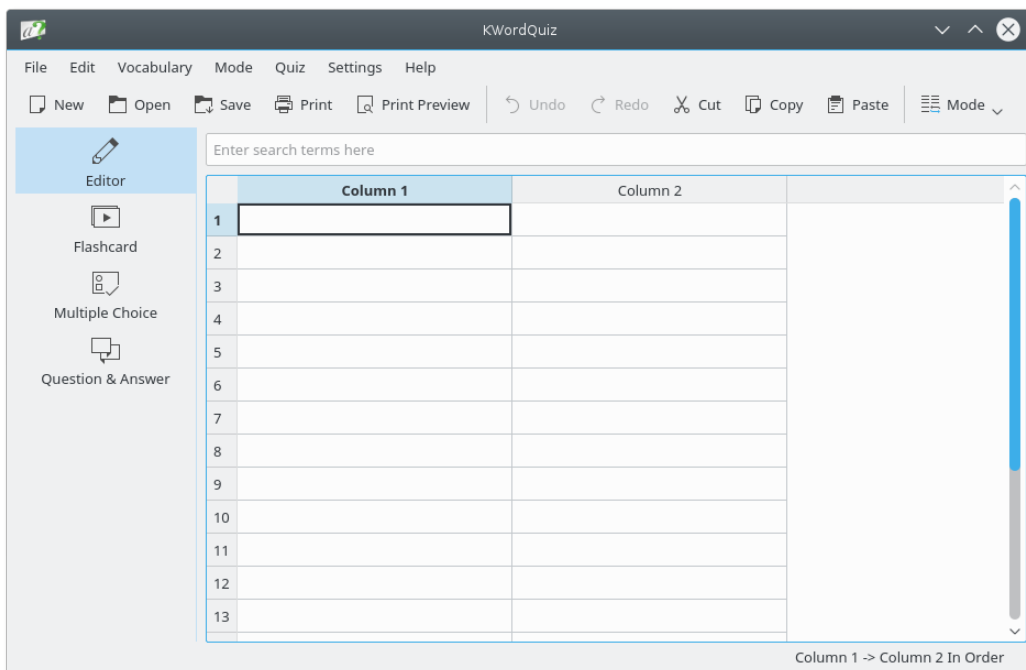 KWordQuiz
File Edit Vocabulary Mode Quiz Settings Help
New Open Save Print Print Preview Undo Redo Cut Copy Paste Mode
Editor
Flashcard
Multiple Choice
Question & Answer
Enter search terms here
Column 1 Column 2
1
2
3
4
5
6
7
8
9
10
11
12
13
Column 1 -> Column 2 In Order